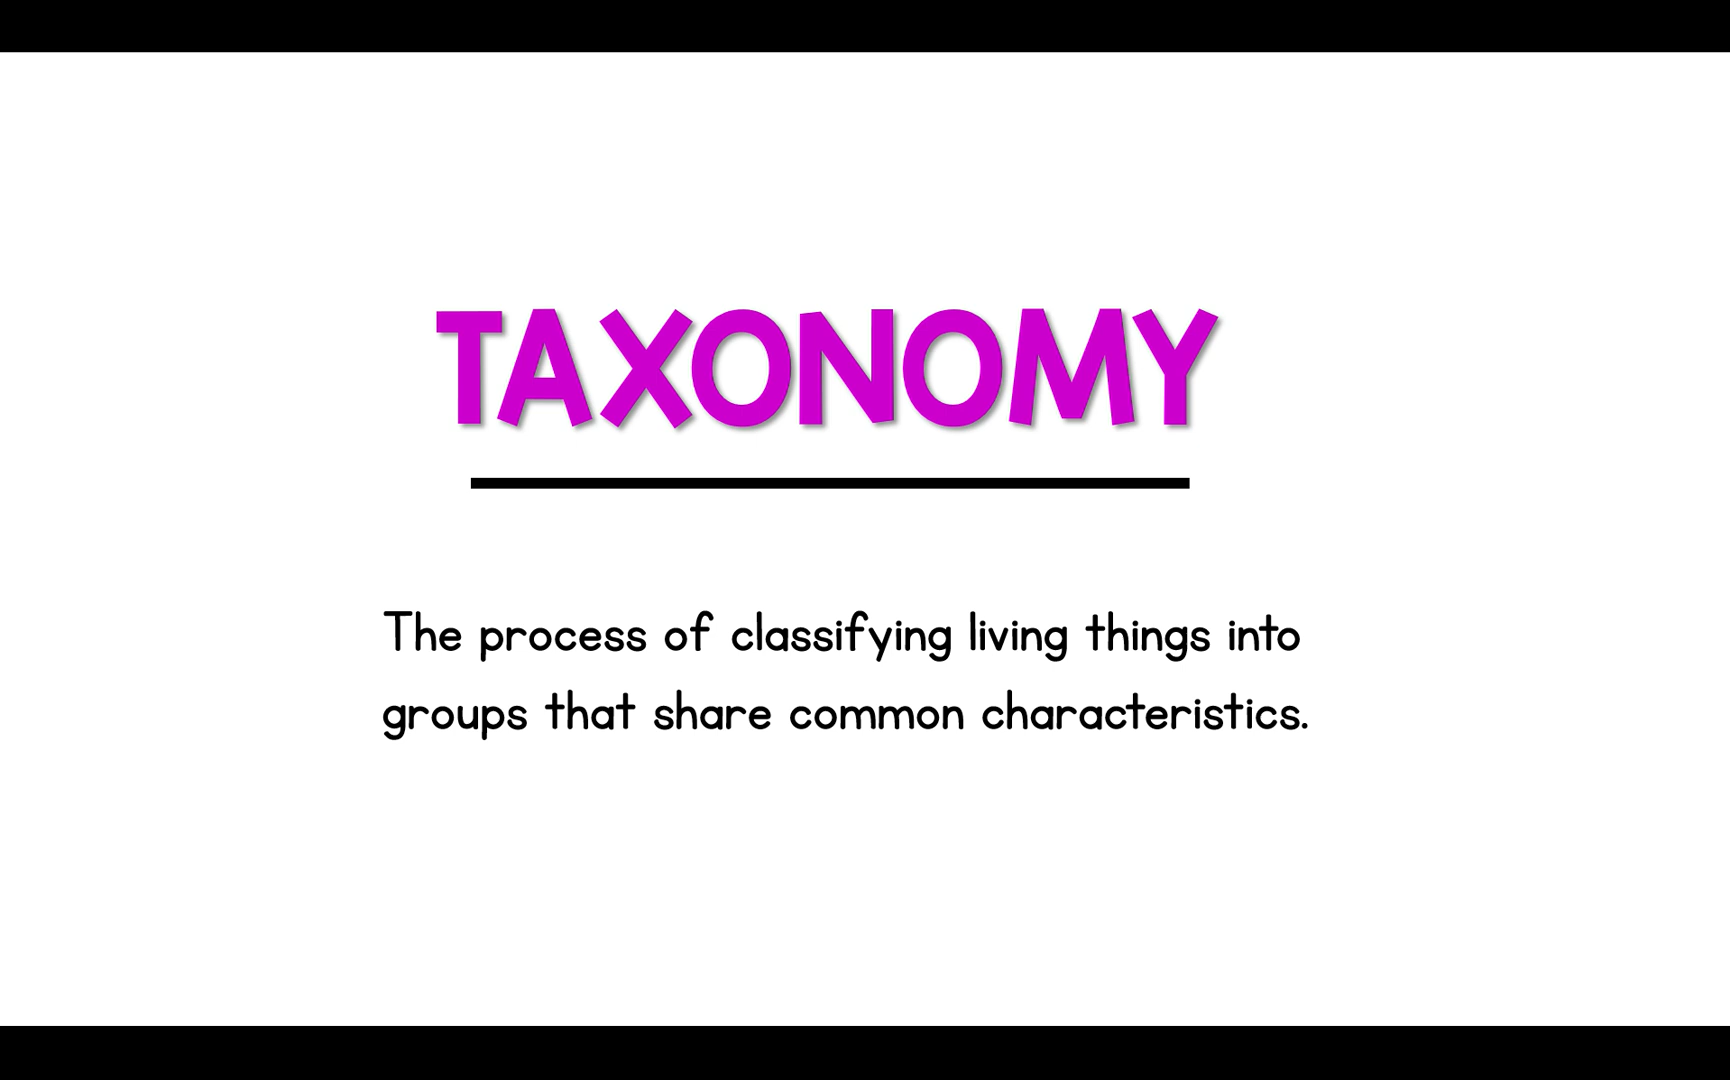 TAXONOMY
The process of classifying living things into
groups that share common characteristics.